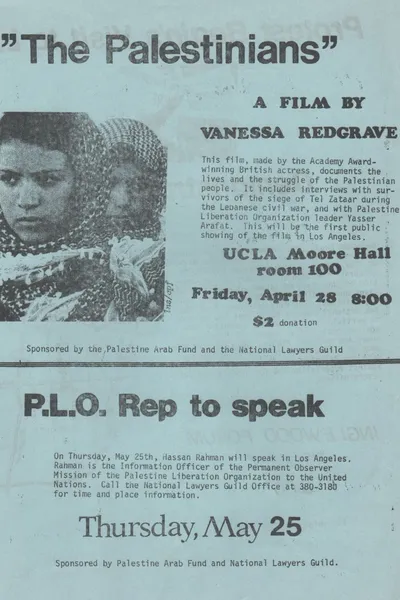 "The Palestinians"
A FILM BY
VANESSA REDGRAVE
This film, made by the Academy Award-
winning British actress, documents the
lives and the struggle of the Palestinian
people. It includes interviews with sur-
vivors of the siege of Tel Zataar during
the Lebanese civil war, and with Palestine
Liberation Organization leader Yasser
Arafat. This will be the first public
showing of the film in Los Angeles.
UCLA Moore Hall
room 100
Friday, April 28 8:00
$2 donation
Sponsored by the Palestine Arab Fund and the National Lawyers Guild
P.L.O. Rep to speak
On Thursday, May 25th, Hassan Rahman will speak in Los Angeles.
Rahman is the Information Officer of the Permanent Observer
Mission of the Palestine Liberation Organization to the United
Nations. Call the National Lawyers Guild Office at 380-3180
for time and place information.
Thursday, May 25
Sponsored by Palestine Arab Fund and National Lawyers Guild.